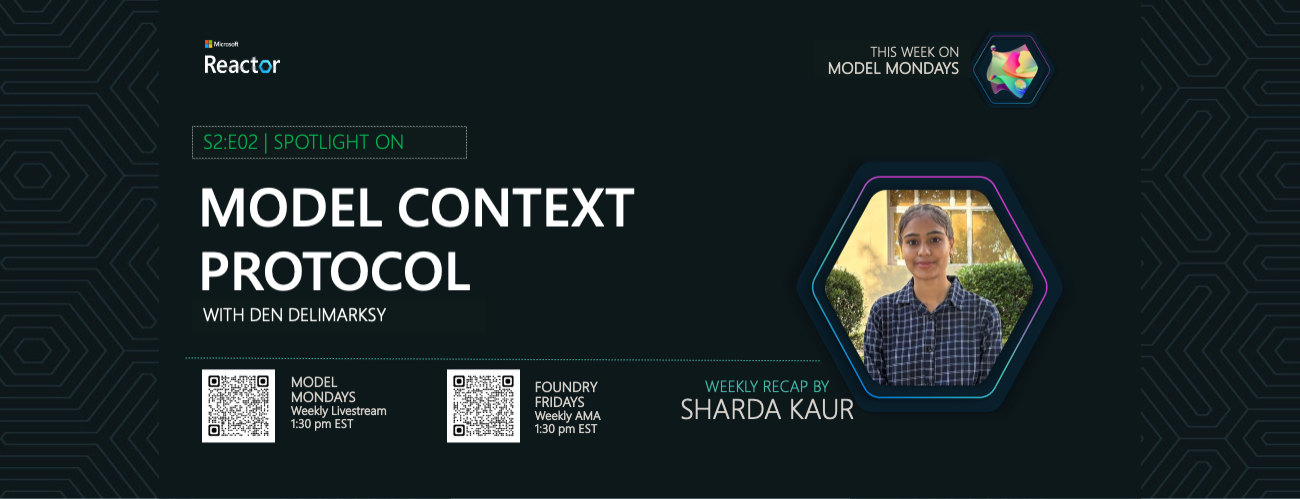 Microsoft
Reactor
THIS WEEK ON
MODEL MONDAYS
S2:E02 | SPOTLIGHT ON
MODEL CONTEXT
PROTOCOL
WITH DEN DELIMARKSY
MODEL
MONDAYS
Weekly Livestream
1:30 pm EST
FOUNDRY
FRIDAYS
Weekly AMA
1:30 pm EST
WEEKLY RECAP BY
SHARDA KAUR